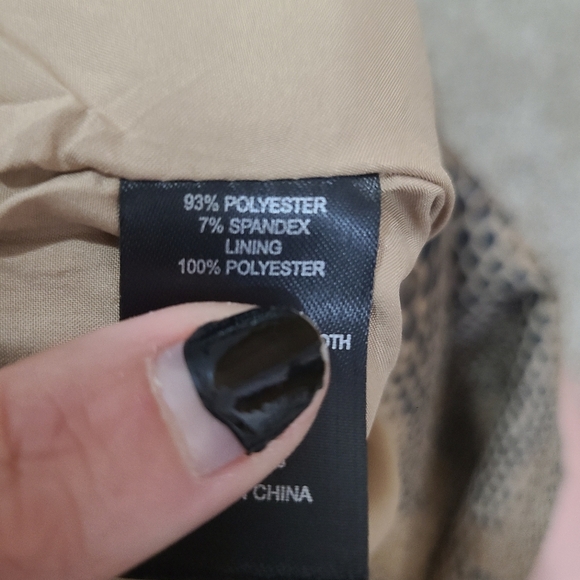 93% POLYESTER
7% SPANDEX
LINING
100% POLYESTER
CHINA